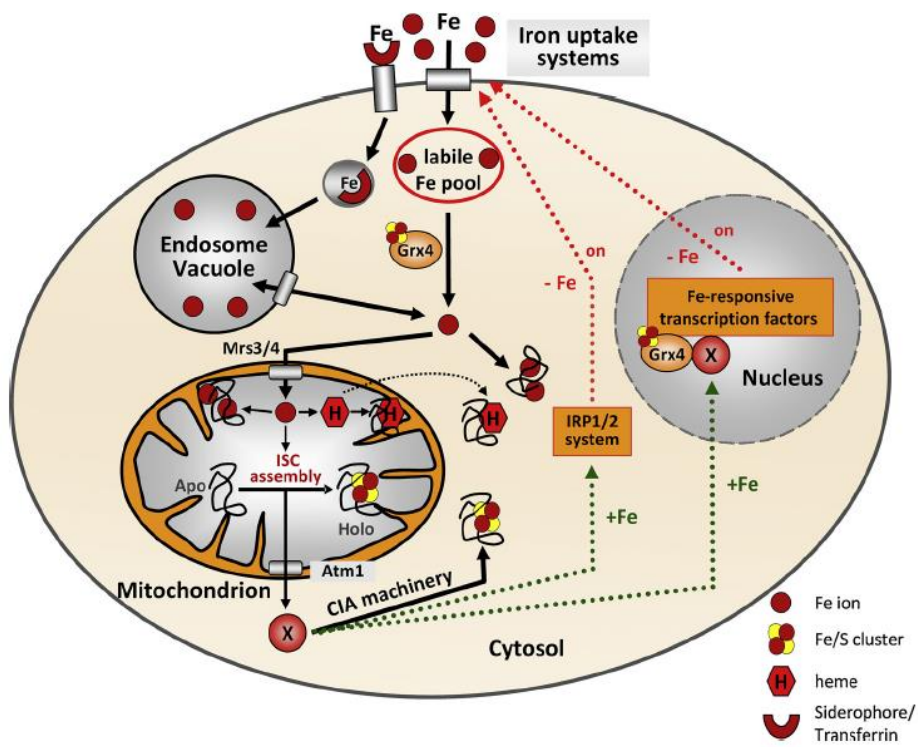 Fe
Fe
Iron uptake
systems
labile
Fe pool
Fe
Endosome
Vacuole
Grx4
on
- Fe
on
- Fe
Fe-responsive
transcription factors
Grx4
X
Nucleus
Mrs3/4
H
H
H
IRP1/2
system
ISC
assembly
Apo
Holo
+Fe
+Fe
Atm1
Mitochondrion
CIA machinery
X
Cytosol
Fe ion
Fe/S cluster
H
heme
Siderophore/
Transferrin